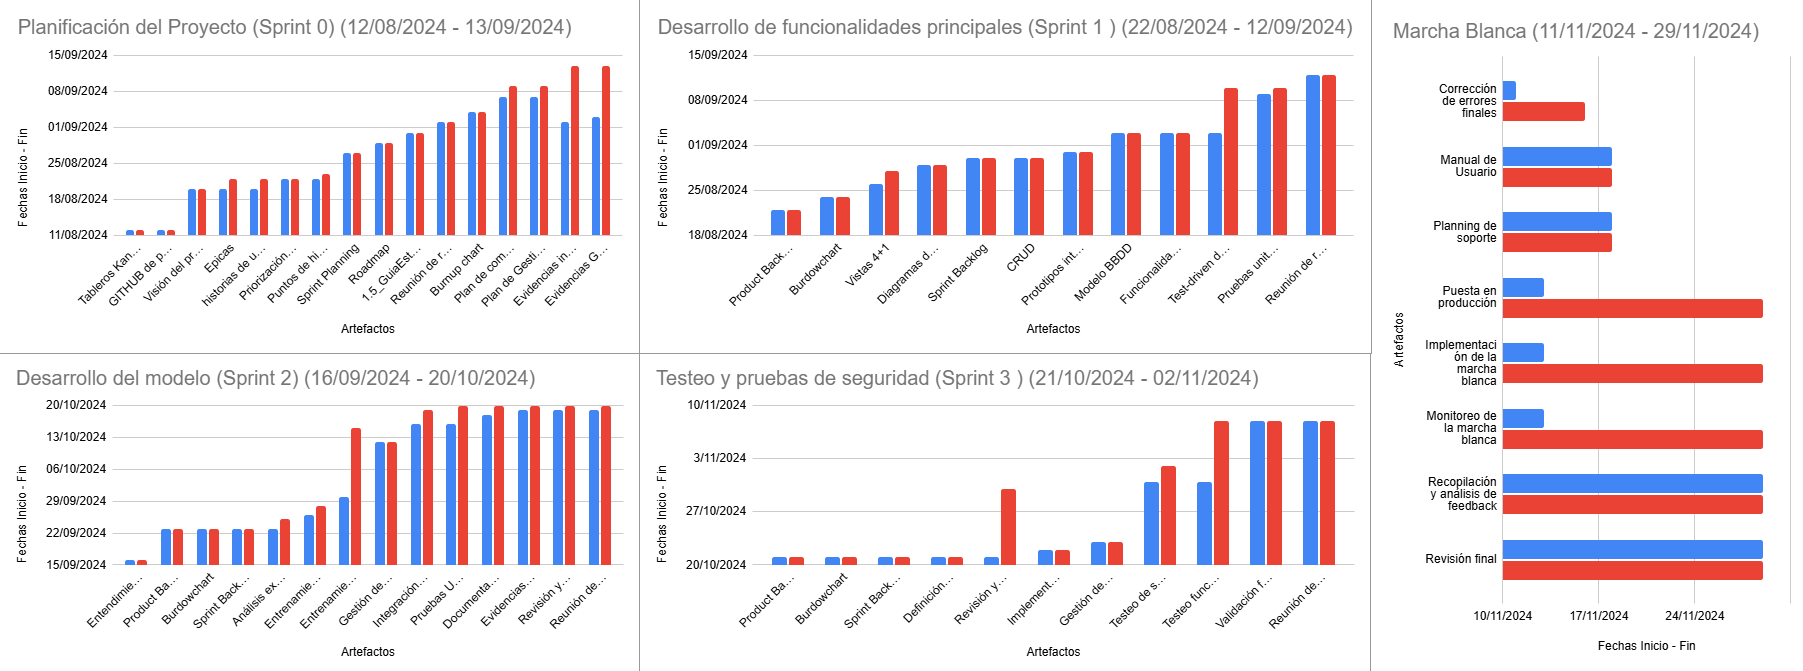 Planificación del Proyecto (Sprint 0) (12/08/2024 - 13/09/2024)
Fechas Inicio - Fin
15/09/2024
08/09/2024
01/09/2024
25/08/2024
18/08/2024
11/08/2024
Tableros Kan…
GITHUB de p…
Visión del pr…
Epicas
historias de u…
Priorización…
Puntos de hi…
Sprint Planning
Roadmap
1.5_GuiaEst…
Reunión de r…
Burnup chart
Plan de com…
Plan de Gesti…
Evidencias in…
Evidencias G…
Artefactos
Desarrollo de funcionalidades principales (Sprint 1 ) (22/08/2024 - 12/09/2024)
Fechas Inicio - Fin
15/09/2024
08/09/2024
01/09/2024
25/08/2024
18/08/2024
Product Back…
Burdowchart
Vistas 4+1
Diagramas d…
Sprint Backlog
CRUD
Prototipos int…
Modelo BBDD
Funcionalida…
Test-driven d…
Pruebas unit…
Reunión de r…
Artefactos
Marcha Blanca (11/11/2024 - 29/11/2024)
Artefactos
Corrección
de errores
finales
Manual de
Usuario
Planning de
soporte
Puesta en
producción
Implementaci
ón de la
marcha
blanca
Monitoreo de
la marcha
blanca
Recopilación
y análisis de
feedback
Revisión final
10/11/2024
17/11/2024
24/11/2024
Fechas Inicio - Fin
Desarrollo del modelo (Sprint 2) (16/09/2024 - 20/10/2024)
Fechas Inicio - Fin
20/10/2024
13/10/2024
06/10/2024
29/09/2024
22/09/2024
15/09/2024
Entendimie…
Product Ba…
Burdowchart
Sprint Back…
Análisis ex…
Entrenamie…
Entrenamie…
Gestión de…
Integración…
Pruebas U…
Documenta…
Evidencias…
Revisión y…
Reunión de…
Artefactos
Testeo y pruebas de seguridad (Sprint 3 ) (21/10/2024 - 02/11/2024)
Fechas Inicio - Fin
10/11/2024
3/11/2024
27/10/2024
20/10/2024
Product Ba…
Burdowchart
Sprint Back…
Definición…
Revisión y…
Implement…
Gestión de…
Testeo de s…
Testeo func…
Validación f…
Reunión de…
Artefactos